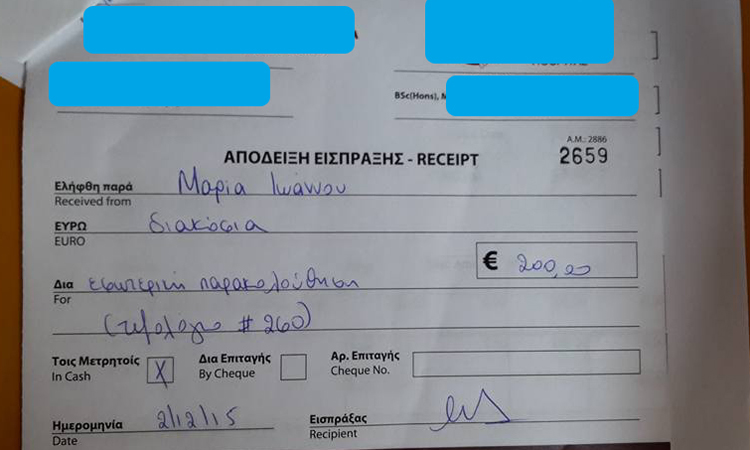 BSc(Hons),
Α.Μ.: 2886
ΑΠΟΔΕΙΞΗ ΕΙΣΠΡΑΞΗΣ - RECEIPT 2659
Ελήφθη παρά Μαρία Ιωάννου
Received from
ΕΥΡΩ διακόσια
EURO
€ 200,00
Δια εσωτερική παρακολούθηση
For
(τιμολόγιο # 260)
Τοις Μετρητοίς X Δια Επιταγής Αρ. Επιταγής
In Cash By Cheque Cheque No.
Ημερομηνία 2/12/15 Εισπράξας
Date Recipient